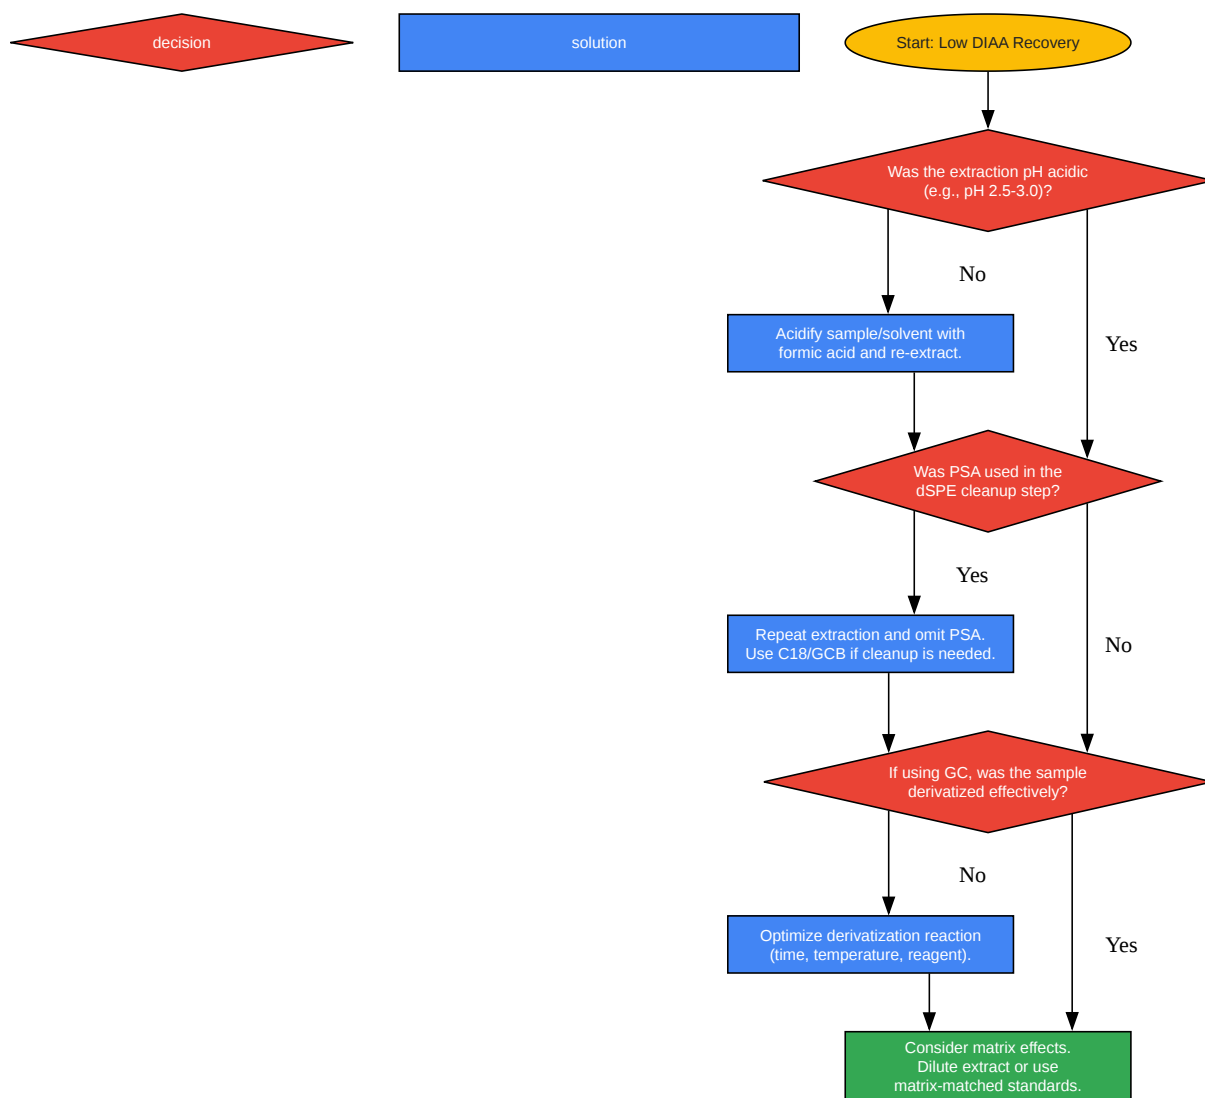 decision
solution
Start: Low DIAA Recovery
Was the extraction pH acidic
(e.g., pH 2.5-3.0)?
No
Acidify sample/solvent with
formic acid and re-extract.
Yes
Was PSA used in the
dSPE cleanup step?
Yes
Repeat extraction and omit PSA.
Use C18/GCB if cleanup is needed.
No
If using GC, was the sample
derivatized effectively?
No
Optimize derivatization reaction
(time, temperature, reagent).
Yes
Consider matrix effects.
Dilute extract or use
matrix-matched standards.